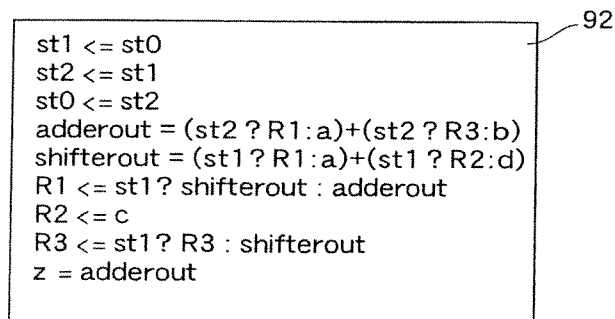 92
st1 <= st0
st2 <= st1
st0 <= st2
adderout = (st2 ? R1:a)+(st2 ? R3:b)
shifterout = (st1 ? R1:a)+(st1 ? R2:d)
R1 <= st1? shifterout : adderout
R2 <= c
R3 <= st1? R3 : shifterout
z = adderout